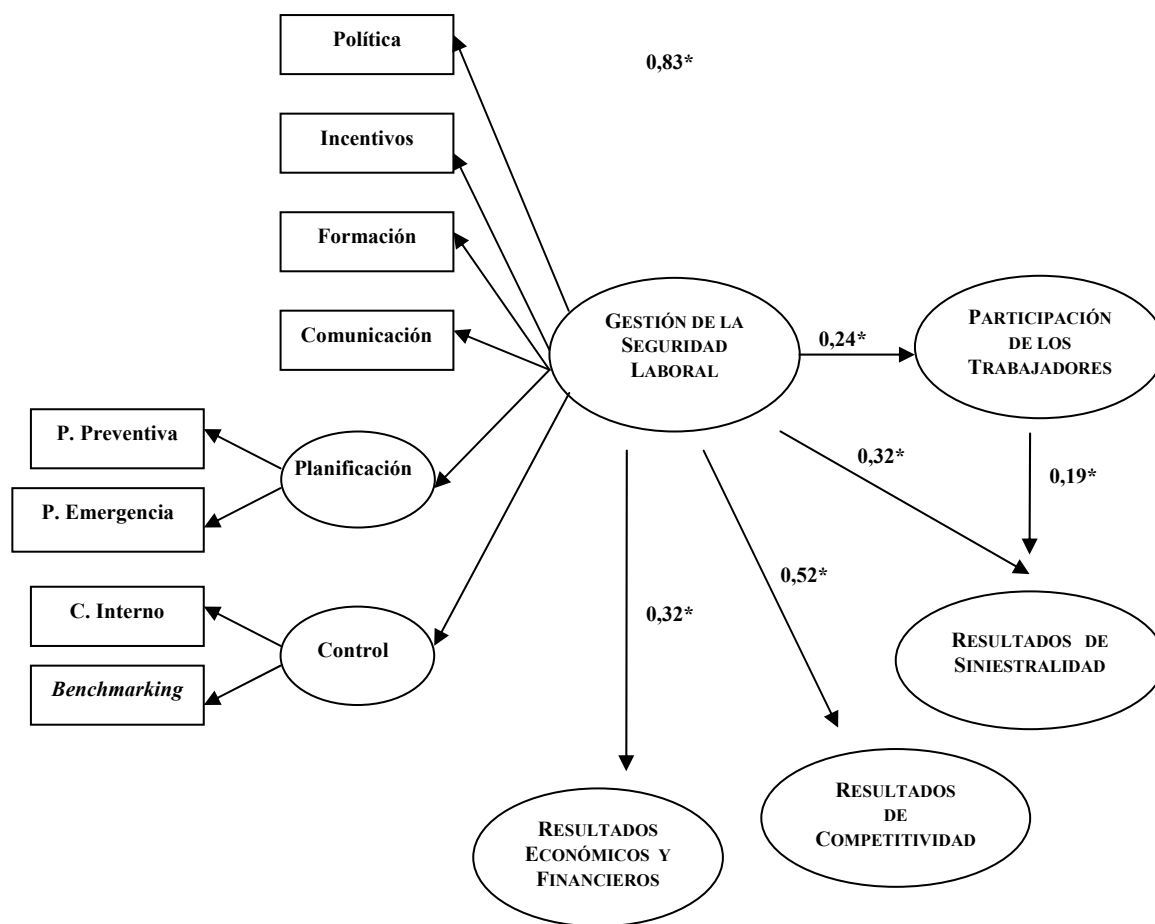 Política
0,83*
Incentivos
Formación
Comunicación
GESTIÓN DE LA
SEGURIDAD
LABORAL
0,24*
PARTICIPACIÓN
DE LOS
TRABAJADORES
P. Preventiva
Planificación
P. Emergencia
0,32*
0,19*
0,52*
0,32*
C. Interno
Control
Benchmarking
RESULTADOS DE
SINIESTRALIDAD
RESULTADOS
DE
COMPETITIVIDAD
RESULTADOS
ECONÓMICOS Y
FINANCIEROS